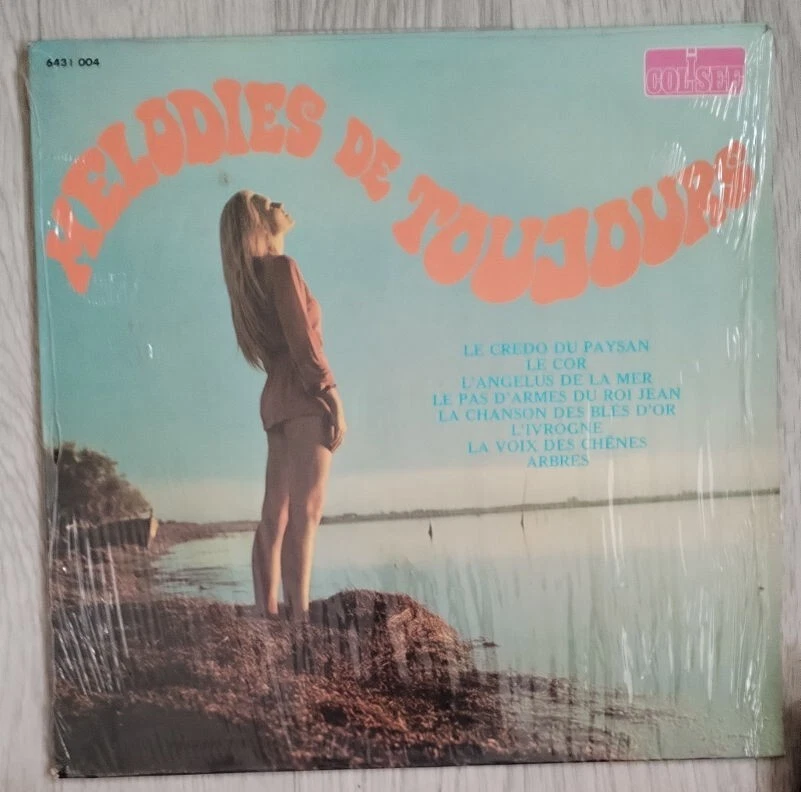 6431 004
COLISEE
MELODIES DE TOUJOURS
LE CREDO DU PAYSAN
LE COR
L'ANGELUS DE LA MER
LE PAS D'ARMES DU ROI JEAN
LA CHANSON DES BLÉS D'OR
L'IVROGNE
LA VOIX DES CHÊNES
ARBRES